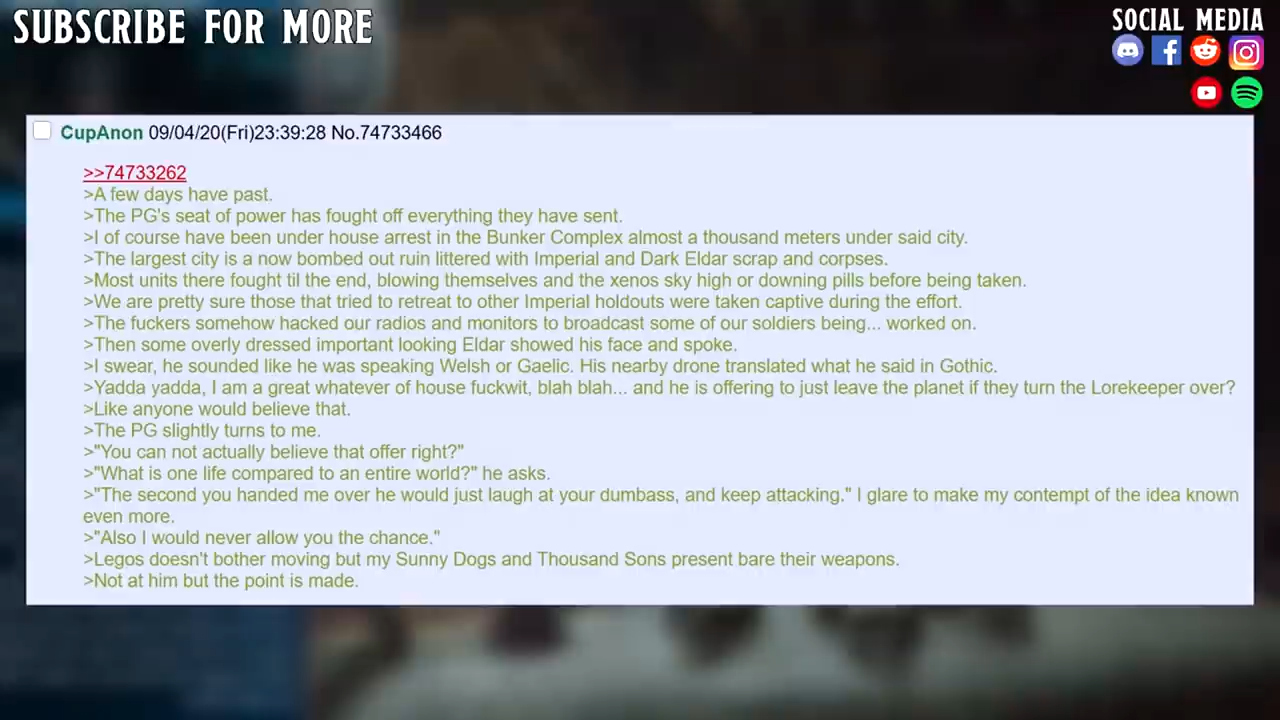 SUBSCRIBE FOR MORE
SOCIAL MEDIA
CupAnon 09/04/20(Fri)23:39:28 No.74733466
>>74733262
>A few days have past.
>The PG's seat of power has fought off everything they have sent.
>I of course have been under house arrest in the Bunker Complex almost a thousand meters under said city.
>The largest city is a now bombed out ruin littered with Imperial and Dark Eldar scrap and corpses.
>Most units there fought til the end, blowing themselves and the xenos sky high or downing pills before being taken.
>We are pretty sure those that tried to retreat to other Imperial holdouts were taken captive during the effort.
>The fuckers somehow hacked our radios and monitors to broadcast some of our soldiers being... worked on.
>Then some overly dressed important looking Eldar showed his face and spoke.
>I swear, he sounded like he was speaking Welsh or Gaelic. His nearby drone translated what he said in Gothic.
>Yadda yadda, I am a great whatever of house fuckwit, blah blah... and he is offering to just leave the planet if they turn the Lorekeeper over?
>Like anyone would believe that.
>The PG slightly turns to me.
>"You can not actually believe that offer right?"
>"What is one life compared to an entire world?" he asks.
>"The second you handed me over he would just laugh at your dumbass, and keep attacking." I glare to make my contempt of the idea known
even more.
>"Also I would never allow you the chance."
>Legos doesn't bother moving but my Sunny Dogs and Thousand Sons present bare their weapons.
>Not at him but the point is made.